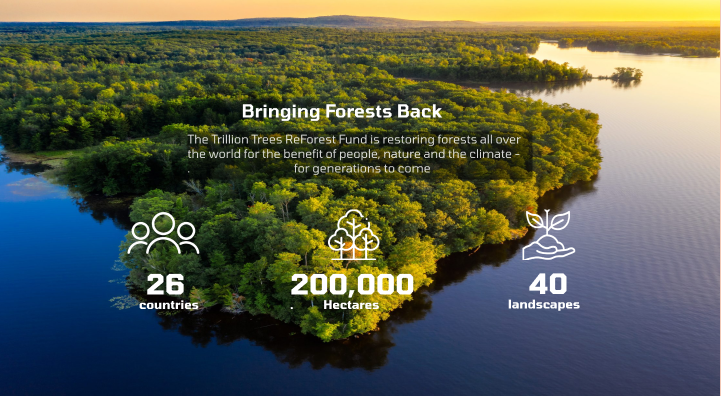 Bringing Forests Back
The Trillion Trees ReForest Fund is restoring forests all over
the world for the benefit of people, nature and the climate –
for generations to come
26
countries
200,000
Hectares
40
landscapes